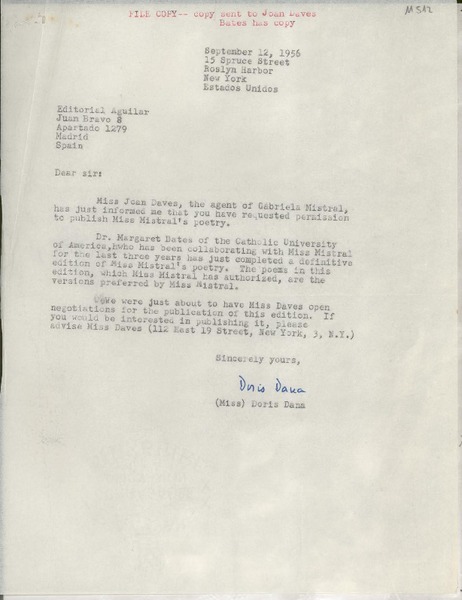 M512
FILE COPY-- copy sent to Joan Daves
Bates has copy
September 12, 1956
15 Spruce Street
Roslyn Harbor
New York
Estados Unidos
Editorial Aguilar
Juan Bravo 8
Apartado 1279
Madrid
Spain
Dear sir:
Miss Joan Daves, the agent of Gabriela Mistral,
has just informed me that you have requested permission
to publish Miss Mistral's poetry.
Dr. Margaret Bates of the Catholic University
of America, who has been collaborating with Miss Mistral
for the last three years has just completed a definitive
edition of Miss Mistral's poetry. The poems in this
edition, which Miss Mistral has authorized, are the
versions preferred by Miss Mistral.
We were just about to have Miss Daves open
negotiations for the publication of this edition. If
you would be interested in publishing it, please
advise Miss Daves (112 East 19 Street, New York, 3, N.Y.)
Sincerely yours,
Doris Dana
(Miss) Doris Dana